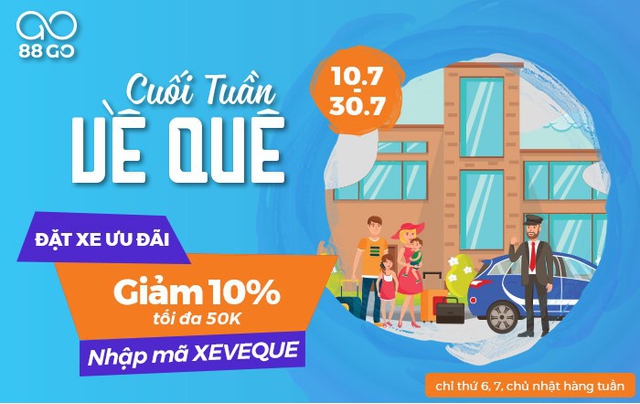 88 GO
Cuối Tuần
VỀ QUÊ
10.7
-
30.7
ĐẶT XE ƯU ĐÃI
Giảm 10%
tối đa 50K
Nhập mã XEVEQUE
chỉ thứ 6, 7, chủ nhật hàng tuần